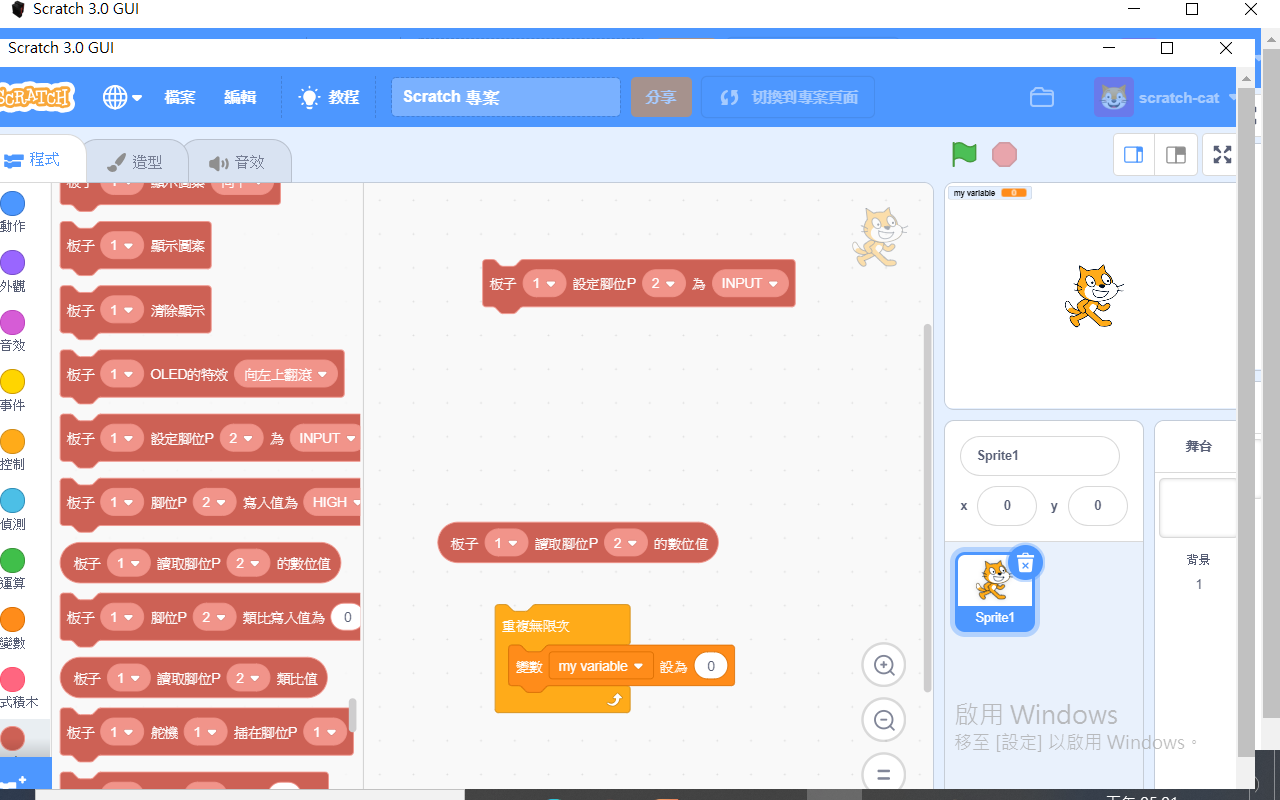 Scratch 3.0 GUI
Scratch 3.0 GUI
SCRATCH 檔案 編輯 教程 Scratch 專案 分享 切換到專案頁面 scratch-cat
程式 造型 音效
動作
外觀
音效
事件
控制
偵測
運算
變數
式積木
板子 1 顯示圖案
板子 1 顯示圖案
板子 1 清除顯示
板子 1 OLED的特效 向左上翻滾
板子 1 設定腳位P 2 為 INPUT
板子 1 腳位P 2 寫入值為 HIGH
板子 1 讀取腳位P 2 的數位值
板子 1 腳位P 2 類比寫入值為 0
板子 1 讀取腳位P 2 類比值
板子 1 舵機 1 插在腳位P 1
板子 1 設定腳位P 2 為 INPUT
板子 1 讀取腳位P 2 的數位值
重複無限次
變數 my variable 設為 0
my variable 0
Sprite1
x 0 y 0
Sprite1
舞台
背景
1
啟用 Windows
移至 [設定] 以啟用 Windows。